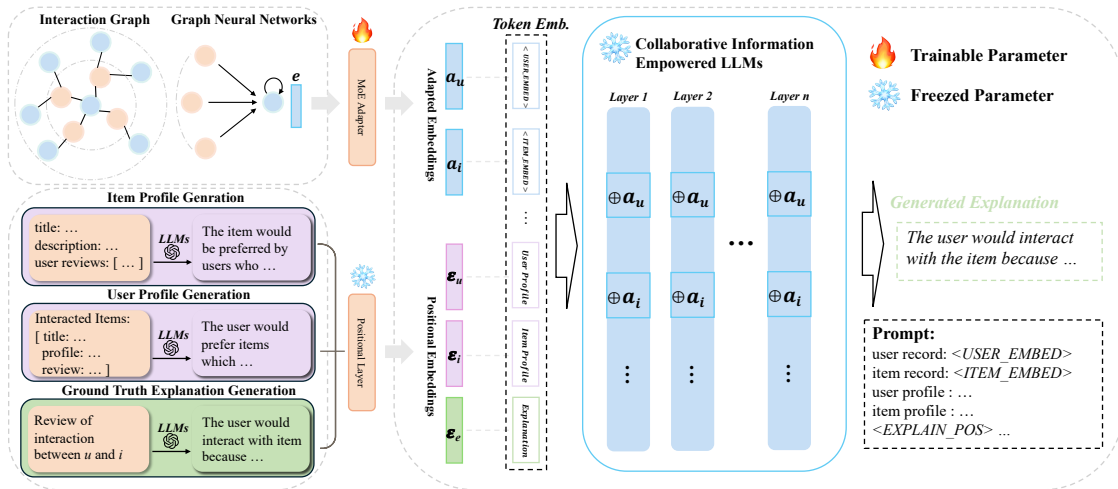 Interaction Graph
Graph Neural Networks
e
MoE Adapter
Item Profile Genration
title: …
description: …
user reviews: [ … ]
LLMs
The item would
be preferred by
users who …
User Profile Generation
Interacted Items:
[ title: …
profile: …
review: … ]
LLMs
The user would
prefer items
which …
Ground Truth Explanation Generation
Review of
interaction
between u and i
LLMs
The user would
interact with item
because …
Positional Layer
Adapted Embeddings
Positional Embeddings
a_u
a_i
ε_u
ε_i
ε_e
Token Emb.
<USER_EMBED>
<ITEM_EMBED>
…
User Profile
Item Profile
Explanation
Collaborative Information
Empowered LLMs
Layer 1
Layer 2
Layer n
⊕a_u
⊕a_u
⊕a_u
…
⊕a_i
⊕a_i
⊕a_i
⋮
⋮
⋮
Trainable Parameter
Freezed Parameter
Generated Explanation
The user would interact
with the item because …
Prompt:
user record: <USER_EMBED>
item record: <ITEM_EMBED>
user profile : …
item profile : …
<EXPLAIN_POS> …